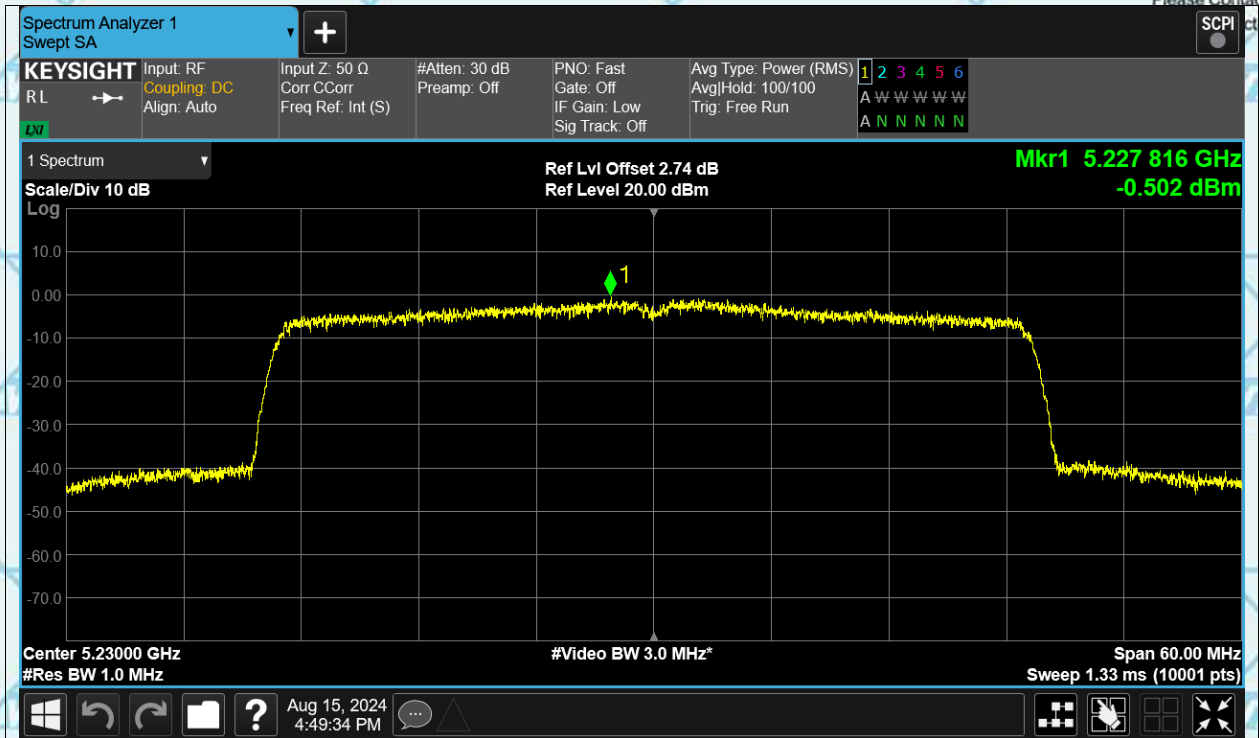 Please Conta
Spectrum Analyzer 1
Swept SA
+
SCPI
ct
KEYSIGHT
RL
LXI
Input: RF
Coupling: DC
Align: Auto
Input Z: 50 Ω
Corr CCorr
Freq Ref: Int (S)
#Atten: 30 dB
Preamp: Off
PNO: Fast
Gate: Off
IF Gain: Low
Sig Track: Off
Avg Type: Power (RMS)
Avg|Hold: 100/100
Trig: Free Run
1 2 3 4 5 6
A W W W W W
A N N N N N
1 Spectrum
Scale/Div 10 dB
Log
Ref Lvl Offset 2.74 dB
Ref Level 20.00 dBm
Mkr1 5.227 816 GHz
-0.502 dBm
1
10.0
0.00
-10.0
-20.0
-30.0
-40.0
-50.0
-60.0
-70.0
Center 5.23000 GHz
#Video BW 3.0 MHz*
Span 60.00 MHz
#Res BW 1.0 MHz
Sweep 1.33 ms (10001 pts)
?
Aug 15, 2024
4:49:34 PM